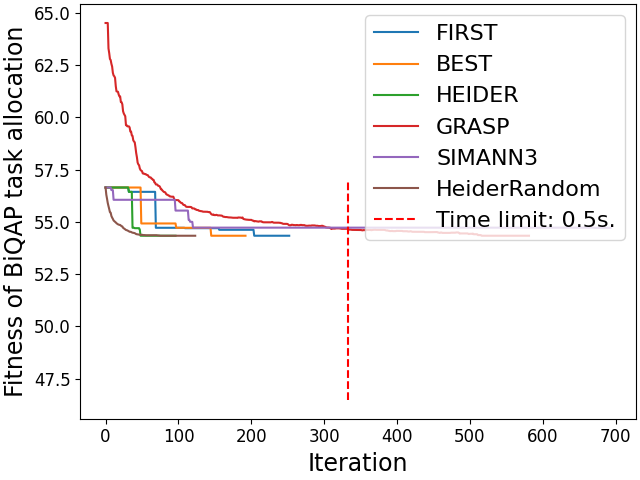 Fitness of BiQAP task allocation
65.0
62.5
60.0
57.5
55.0
52.5
50.0
47.5
FIRST
BEST
HEIDER
GRASP
SIMANN3
HeiderRandom
Time limit: 0.5s.
0 100 200 300 400 500 600 700
Iteration